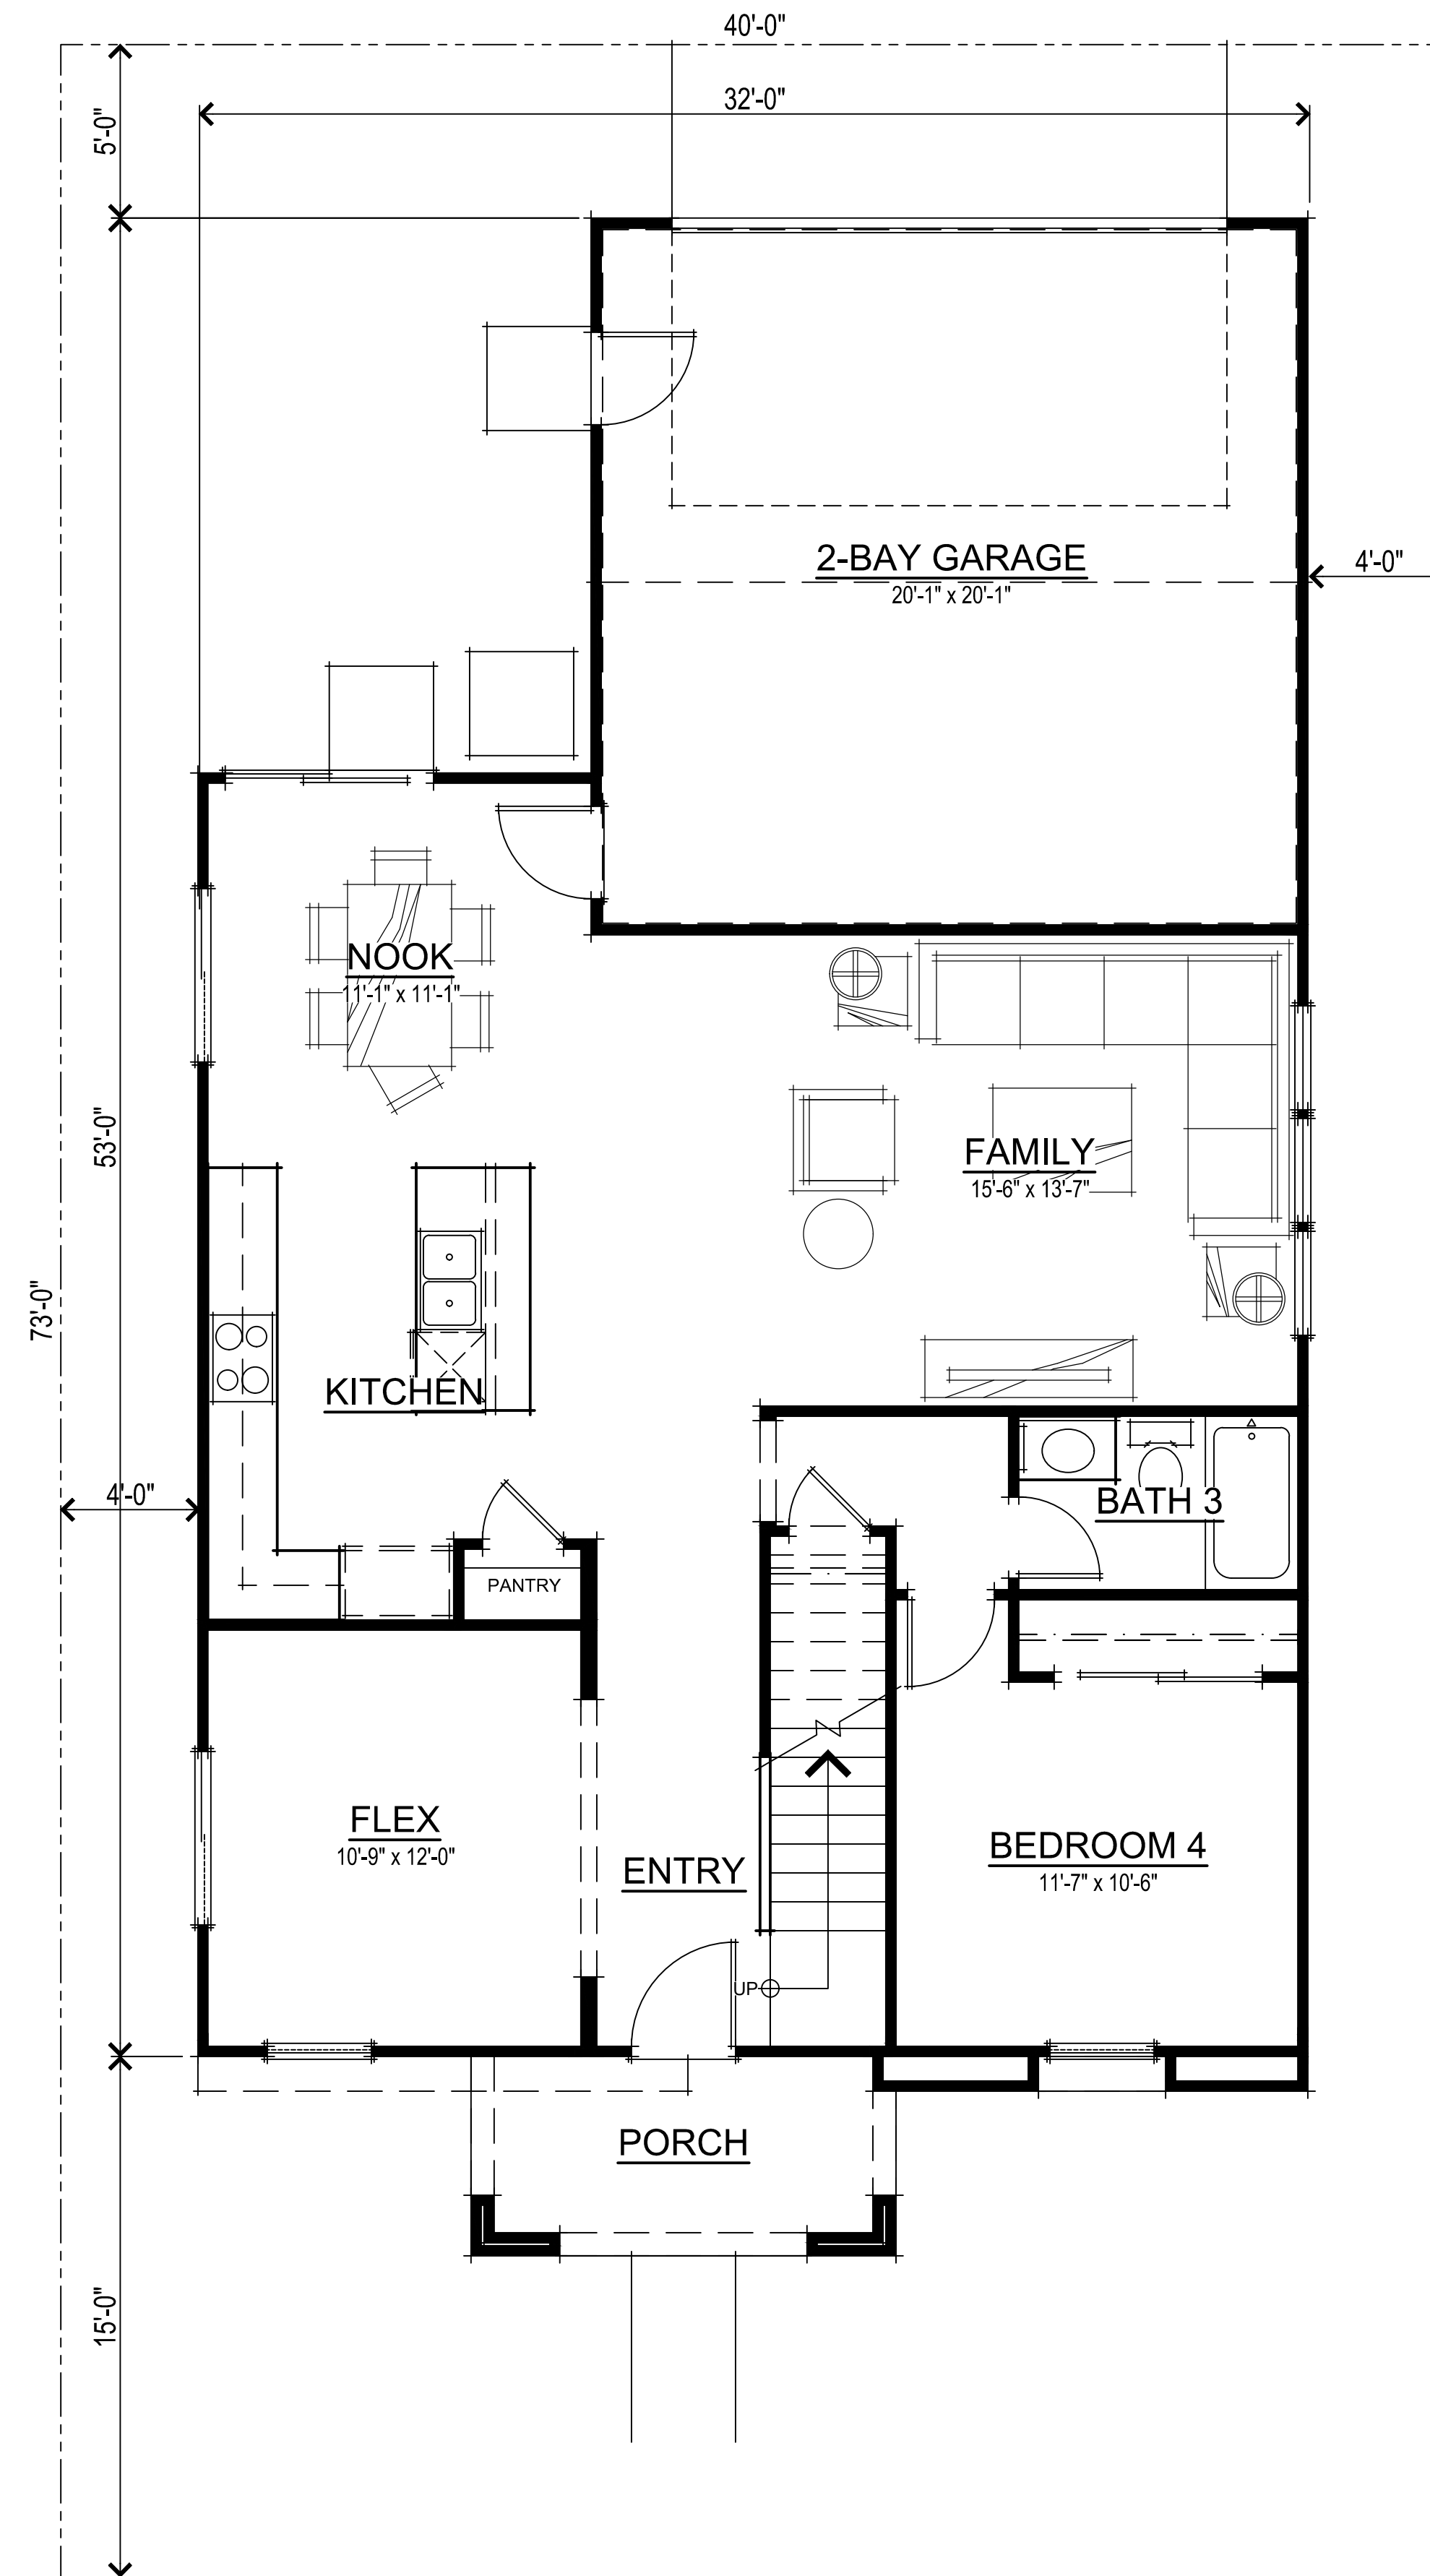 40'-0"
32'-0"
5'-0"
2-BAY GARAGE
20'-1" x 20'-1"
4'-0"
NOOK
11'-1" x 11'-1"
53'-0"
FAMILY
15'-6" x 13'-7"
73'-0"
KITCHEN
4'-0"
BATH 3
PANTRY
FLEX
10'-9" x 12'-0"
ENTRY
BEDROOM 4
11'-7" x 10'-6"
UP
PORCH
15'-0"